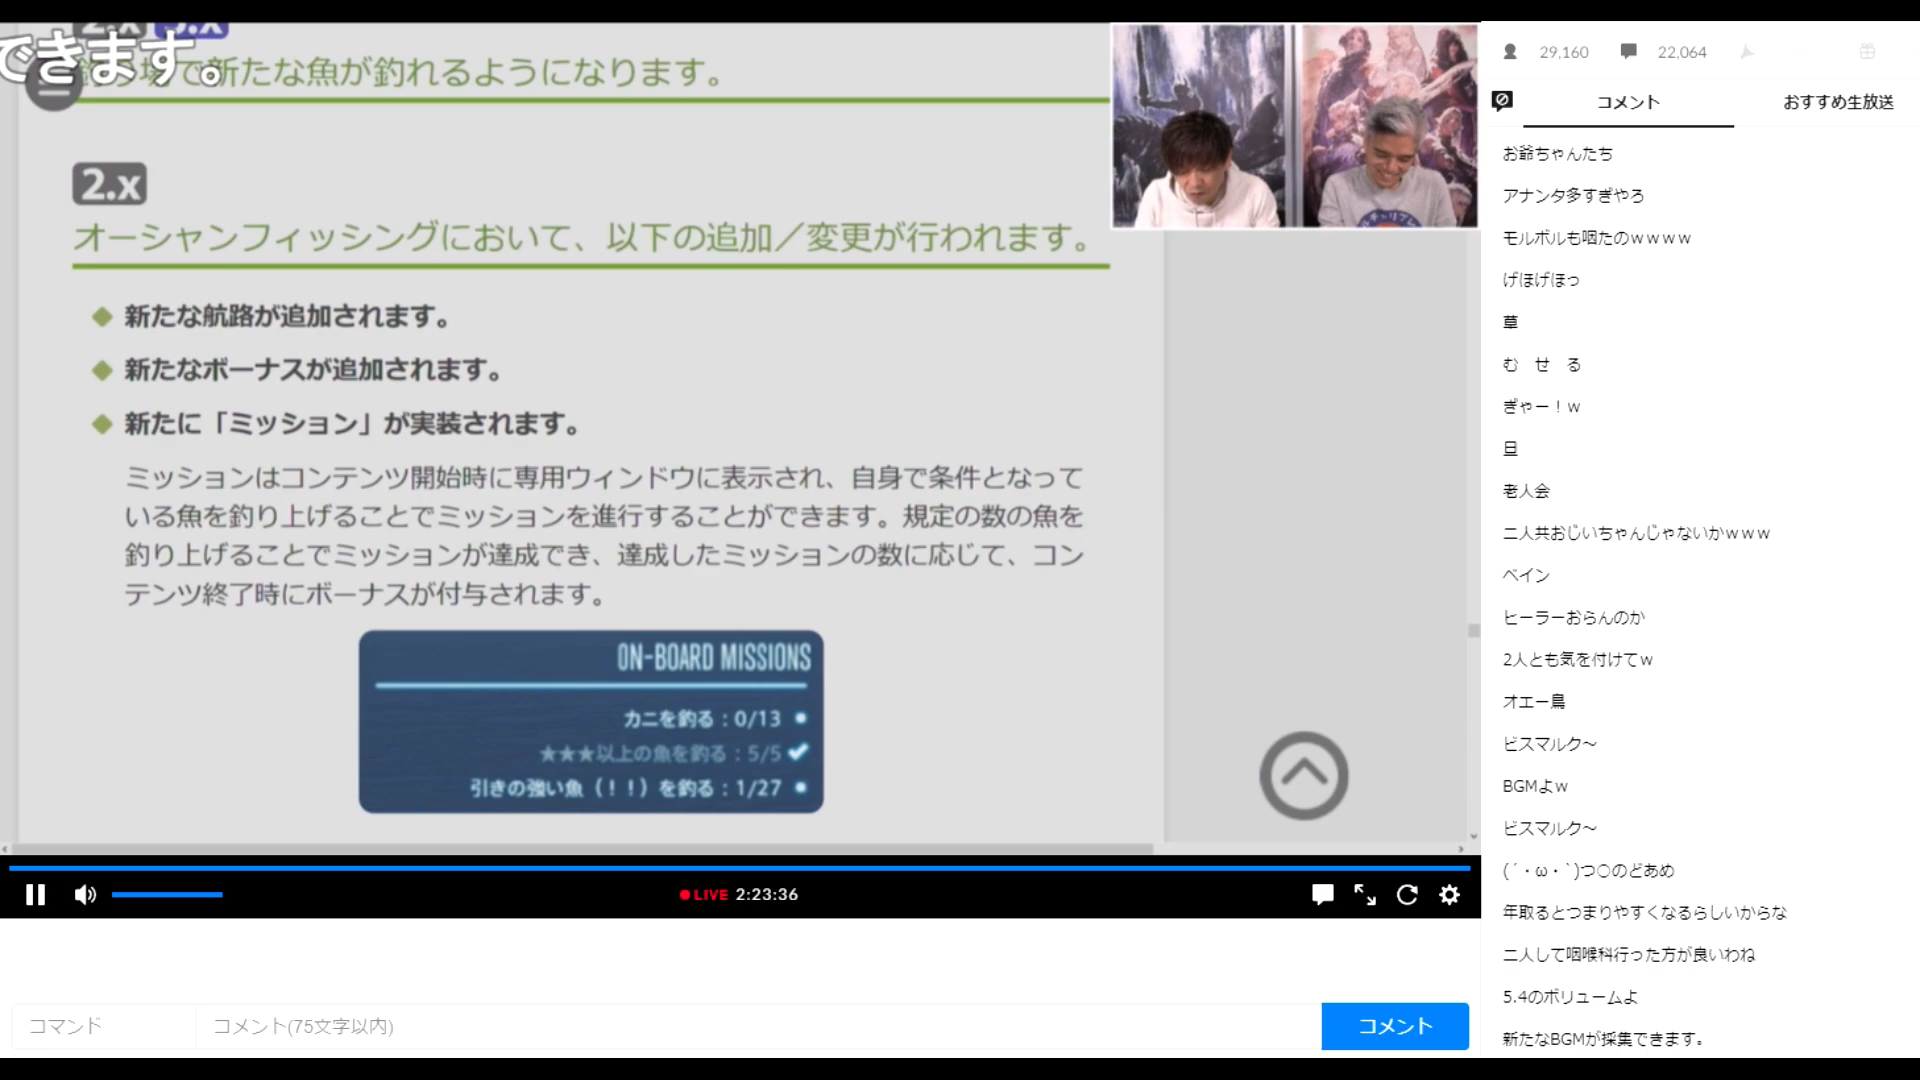 できます。
で新たな魚が釣れるようになります。
2.x
オーシャンフィッシングにおいて、以下の追加／変更が行われます。
新たな航路が追加されます。
新たなボーナスが追加されます。
新たに「ミッション」が実装されます。
ミッションはコンテンツ開始時に専用ウィンドウに表示され、自身で条件となって
いる魚を釣り上げることでミッションを進行することができます。規定の数の魚を
釣り上げることでミッションが達成でき、達成したミッションの数に応じて、コン
テンツ終了時にボーナスが付与されます。
ON-BOARD MISSIONS
カニを釣る：0/13
★★★以上の魚を釣る：5/5
引きの強い魚（！！）を釣る：1/27
LIVE 2:23:36
コマンド
コメント(75文字以内)
コメント
29,160
22,064
コメント
おすすめ生放送
お爺ちゃんたち
アナンタ多すぎやろ
モルボルも咽たのｗｗｗｗ
げほげほっ
草
む　せ　る
ぎゃー！ｗ
旦
老人会
二人共おじいちゃんじゃないかｗｗｗ
ベイン
ヒーラーおらんのか
2人とも気を付けてｗ
オエー鳥
ビスマルク～
BGMよｗ
ビスマルク～
(´・ω・`)つ○のどあめ
年取るとつまりやすくなるらしいからな
二人して咽喉科行った方が良いわね
5.4のボリュームよ
新たなBGMが採集できます。